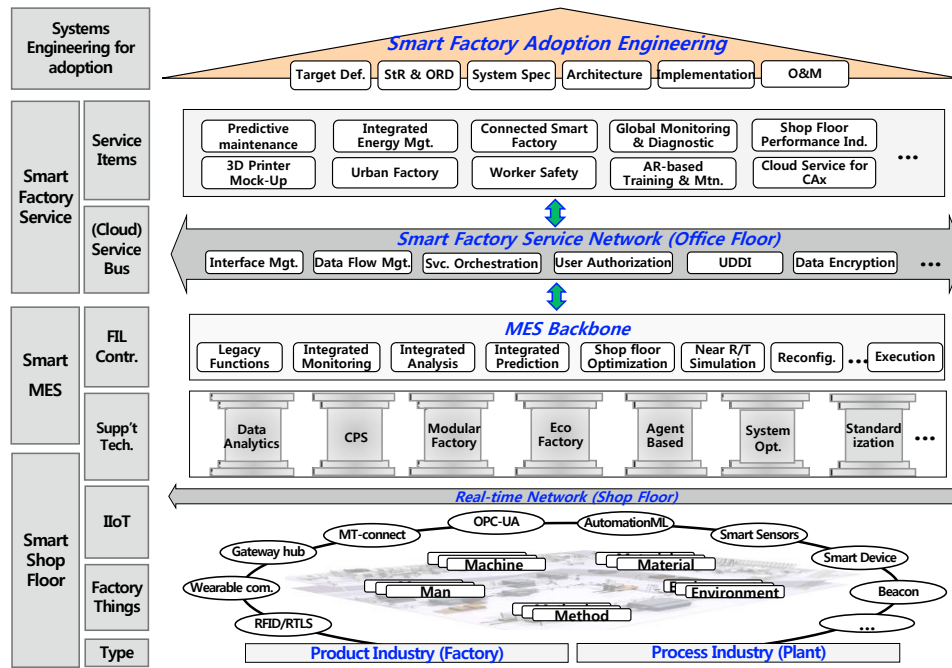 Systems
Engineering for
adoption
Smart Factory Adoption Engineering
Target Def.
StR & ORD
System Spec
Architecture
Implementation
O&M
Smart
Factory
Service
Service
Items
Predictive
maintenance
Integrated
Energy Mgt.
Connected Smart
Factory
Global Monitoring
& Diagnostic
Shop Floor
Performance Ind.
3D Printer
Mock-Up
Urban Factory
Worker Safety
AR-based
Training & Mtn.
Cloud Service for
CAx
...
(Cloud)
Service
Bus
Smart Factory Service Network (Office Floor)
Interface Mgt.
Data Flow Mgt.
Svc. Orchestration
User Authorization
UDDI
Data Encryption
...
Smart
MES
FIL
Contr.
MES Backbone
Legacy
Functions
Integrated
Monitoring
Integrated
Analysis
Integrated
Prediction
Shop floor
Optimization
Near R/T
Simulation
Reconfig.
...
Execution
Supp't
Tech.
Data
Analytics
CPS
Modular
Factory
Eco
Factory
Agent
Based
System
Opt.
Standard
ization
...
Smart
Shop
Floor
Real-time Network (Shop Floor)
IIoT
OPC-UA
AutomationML
MT-connect
Smart Sensors
Gateway hub
Smart Device
Wearable com.
Beacon
RFID/RTLS
...
Factory
Things
Machine
Material
Man
Environment
Method
Type
Product Industry (Factory)
Process Industry (Plant)